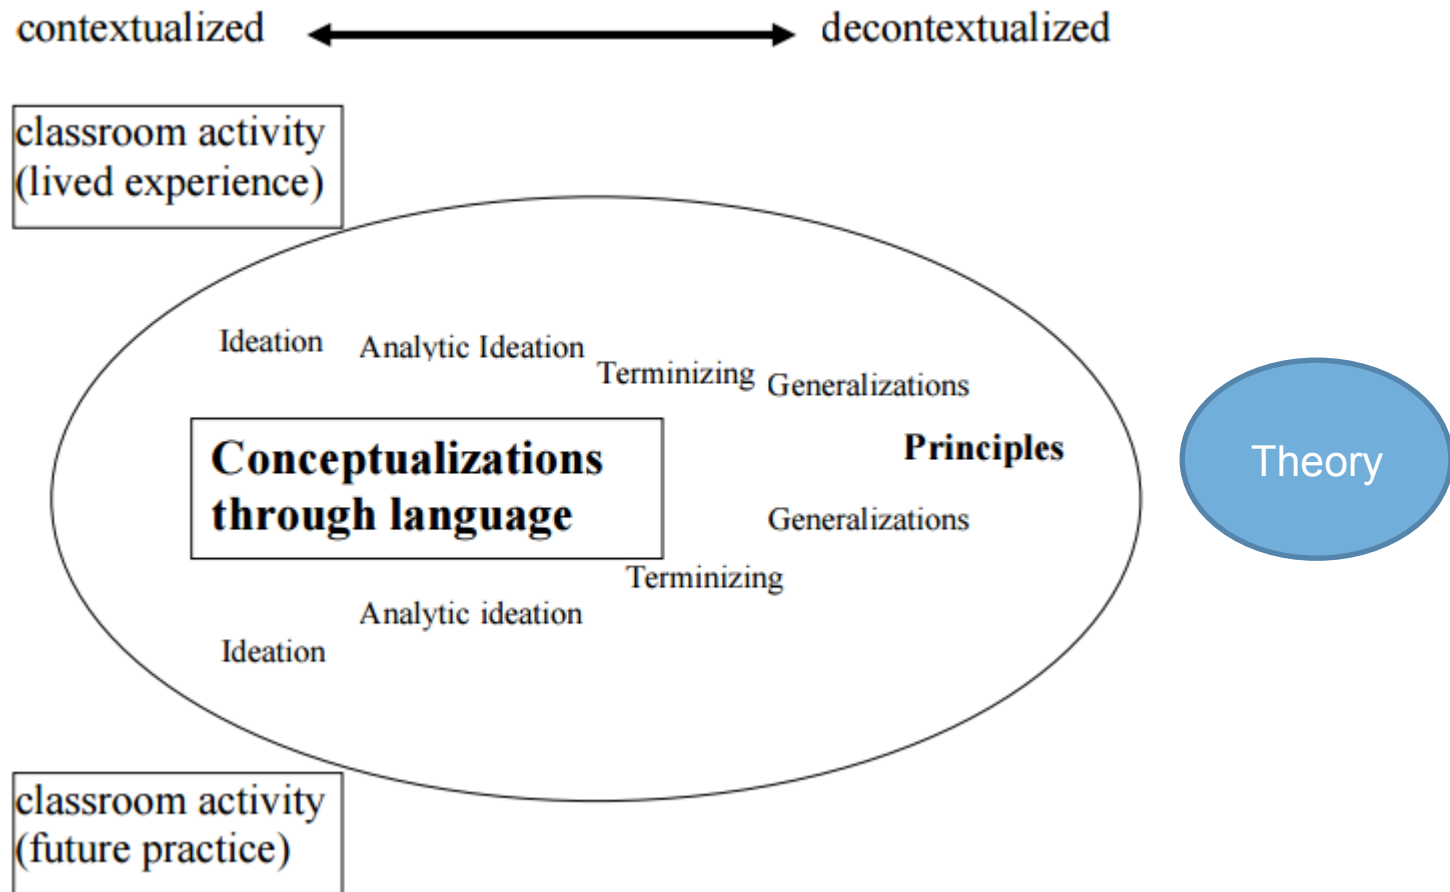 contextualized
decontextualized
classroom activity
(lived experience)
Ideation
Analytic Ideation
Terminizing
Generalizations
Conceptualizations
through language
Principles
Theory
Generalizations
Terminizing
Analytic ideation
Ideation
classroom activity
(future practice)